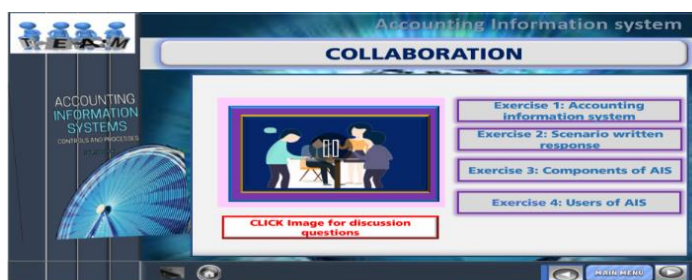 Accounting Information system
T-E-A-M
COLLABORATION
ACCOUNTING
INFORMATION
SYSTEMS
CONTROLS AND PROCESSES
Exercise 1: Accounting
information system
Exercise 2: Scenario written
response
Exercise 3: Components of AIS
Exercise 4: Users of AIS
CLICK Image for discussion
questions
MAIN MENU